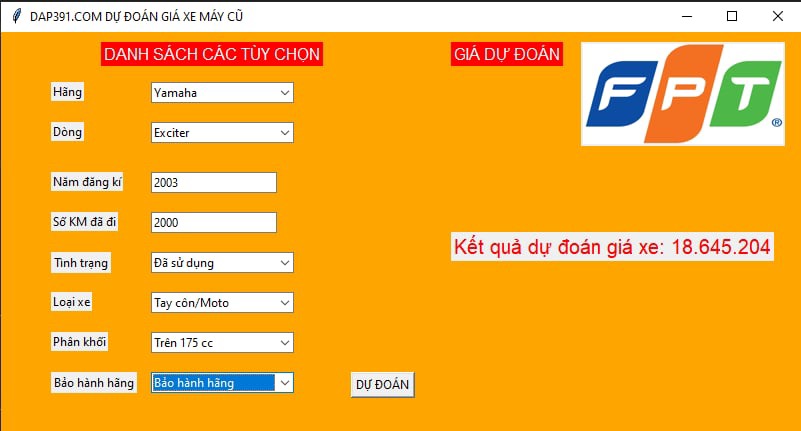 DAP391.COM DỰ ĐOÁN GIÁ XE MÁY CŨ
DANH SÁCH CÁC TÙY CHỌN
GIÁ DỰ ĐOÁN
FPT®
Hãng Yamaha
Dòng Exciter
Năm đăng kí 2003
Số KM đã đi 2000
Kết quả dự đoán giá xe: 18.645.204
Tình trạng Đã sử dụng
Loại xe Tay côn/Moto
Phân khối Trên 175 cc
Bảo hành hãng Bảo hành hãng DỰ ĐOÁN